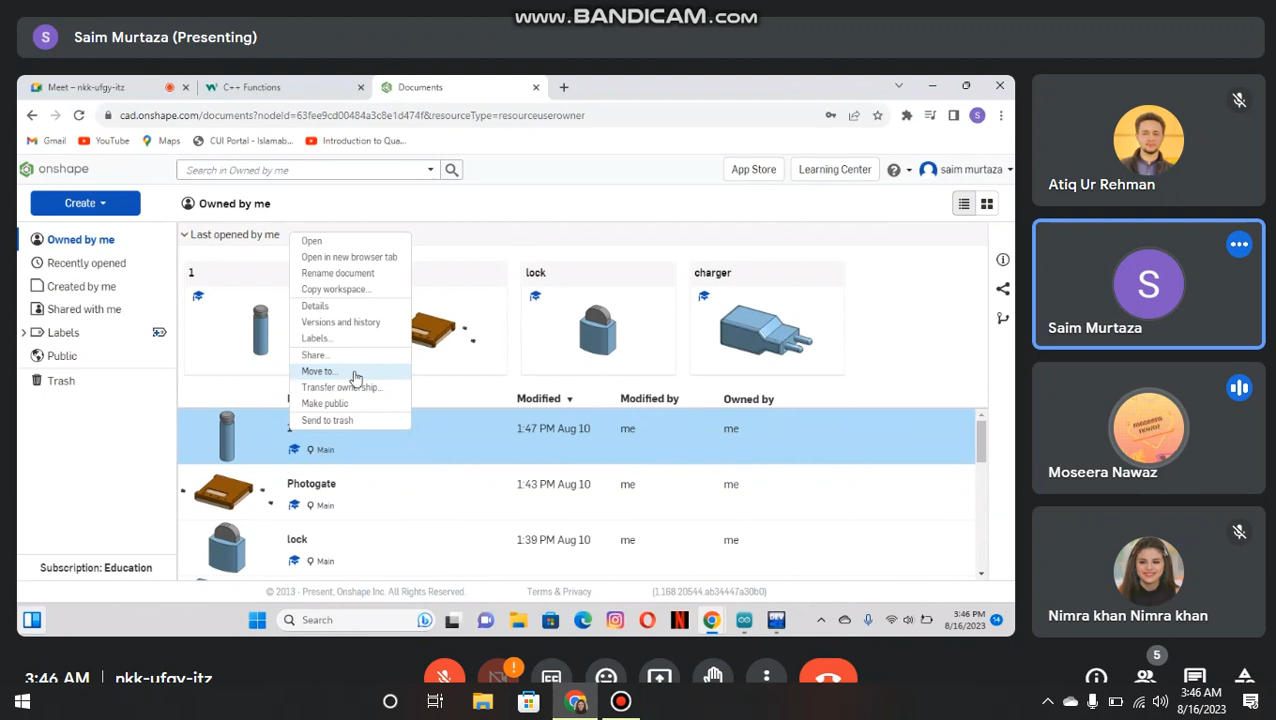 www.BANDICAM.com
S Saim Murtaza (Presenting)
Meet – nkk-ufgy-itz
C++ Functions
Documents
cad.onshape.com/documents?nodeId=63fee9cd00484a3c8e1d474f&resourceType=resourceuserowner
S
Gmail
YouTube
Maps
CUI Portal - Islamab...
Introduction to Qua...
onshape
Search in Owned by me
App Store
Learning Center
saim murtaza
Create
Owned by me
Owned by me
Recently opened
Created by me
Shared with me
Labels
Public
Trash
Subscription: Education
Last opened by me
1
lock
charger
Open
Open in new browser tab
Rename document
Copy workspace...
Details
Versions and history
Labels...
Share...
Move to...
Transfer ownership...
Make public
Send to trash
Modified
Modified by
Owned by
1:47 PM Aug 10
me
me
Main
Photogate
1:43 PM Aug 10
me
me
Main
lock
1:39 PM Aug 10
me
me
Main
© 2013 - Present, Onshape Inc. All Rights Reserved.
Terms & Privacy
(1.168.20541.ab34447a30b0)
Search
3:46 PM
8/16/2023
14
Atiq Ur Rehman
S
Saim Murtaza
Moseera Nawaz
Nimra khan Nimra khan
3:46 AM
nkk-ufgy-itz
5
3:46 AM
8/16/2023